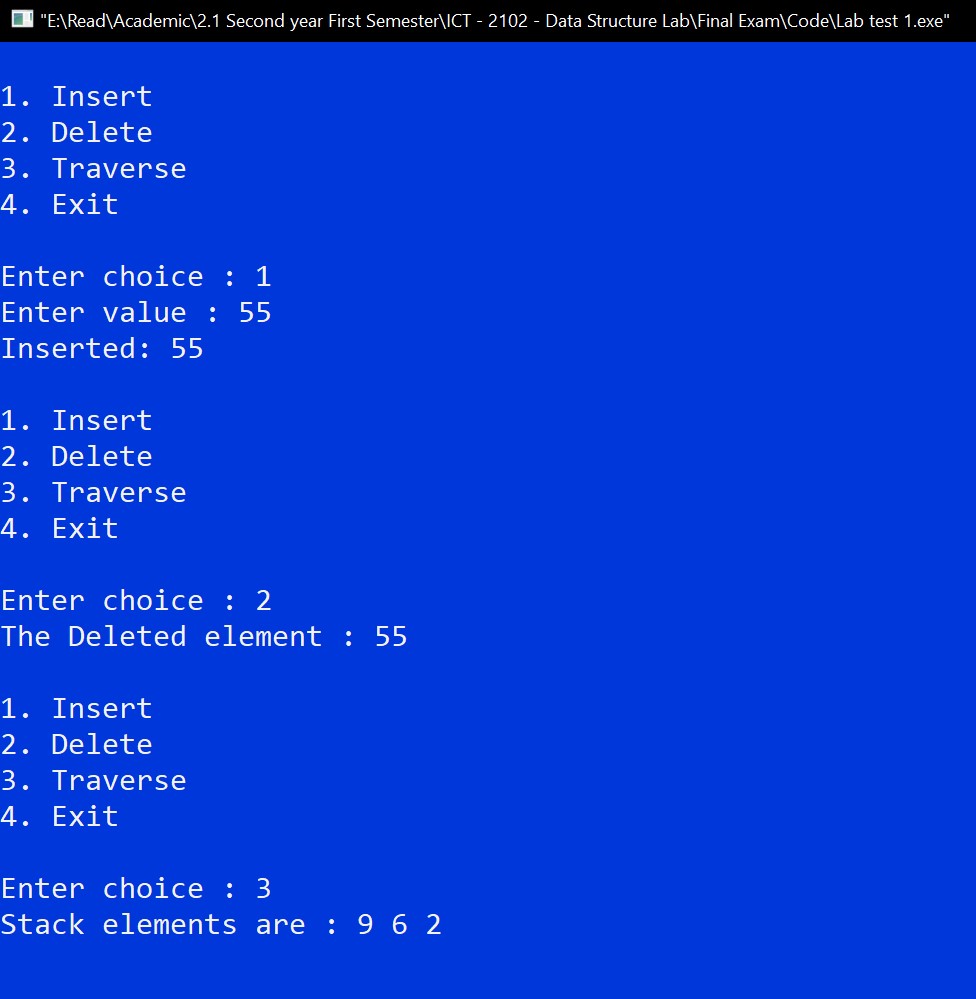 "E:\Read\Academic\2.1 Second year First Semester\ICT - 2102 - Data Structure Lab\Final Exam\Code\Lab test 1.exe"
1. Insert
2. Delete
3. Traverse
4. Exit
Enter choice : 1
Enter value : 55
Inserted: 55
1. Insert
2. Delete
3. Traverse
4. Exit
Enter choice : 2
The Deleted element : 55
1. Insert
2. Delete
3. Traverse
4. Exit
Enter choice : 3
Stack elements are : 9 6 2